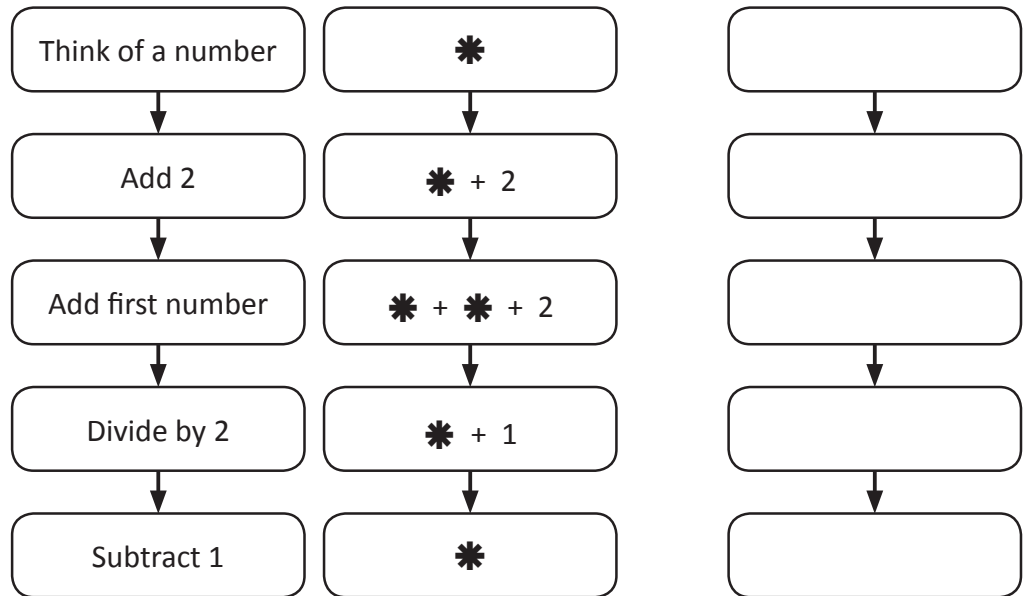 Think of a number
✱
Add 2
✱ + 2
Add first number
✱ + ✱ + 2
Divide by 2
✱ + 1
Subtract 1
✱